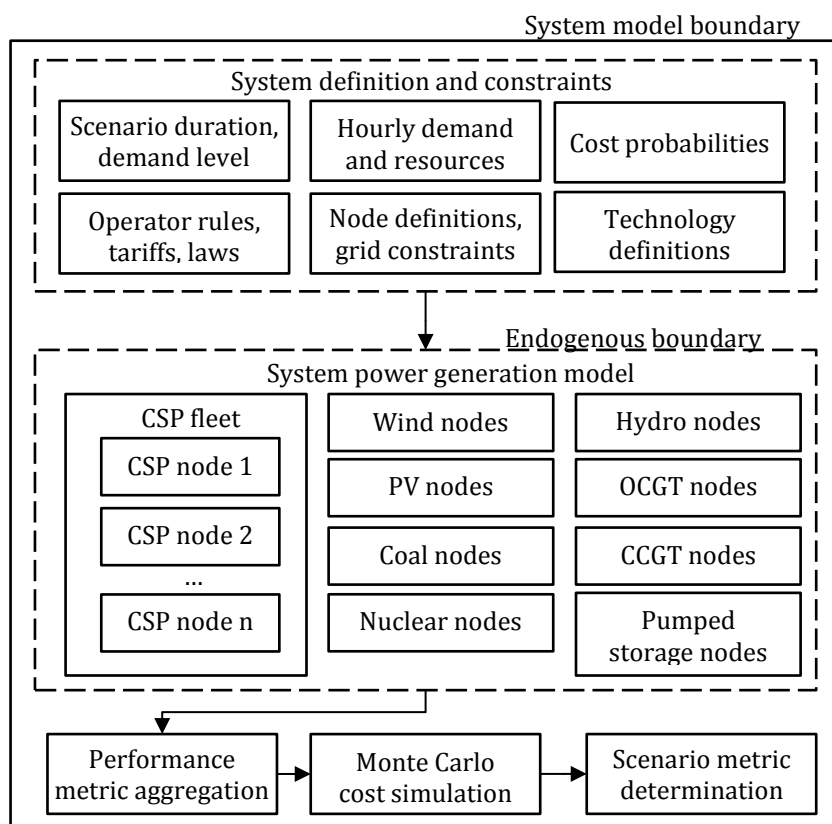 System model boundary
System definition and constraints
Scenario duration,
demand level
Hourly demand
and resources
Cost probabilities
Operator rules,
tariffs, laws
Node definitions,
grid constraints
Technology
definitions
Endogenous boundary
System power generation model
CSP fleet
CSP node 1
CSP node 2
...
CSP node n
Wind nodes
PV nodes
Coal nodes
Nuclear nodes
Hydro nodes
OCGT nodes
CCGT nodes
Pumped
storage nodes
Performance
metric aggregation
Monte Carlo
cost simulation
Scenario metric
determination